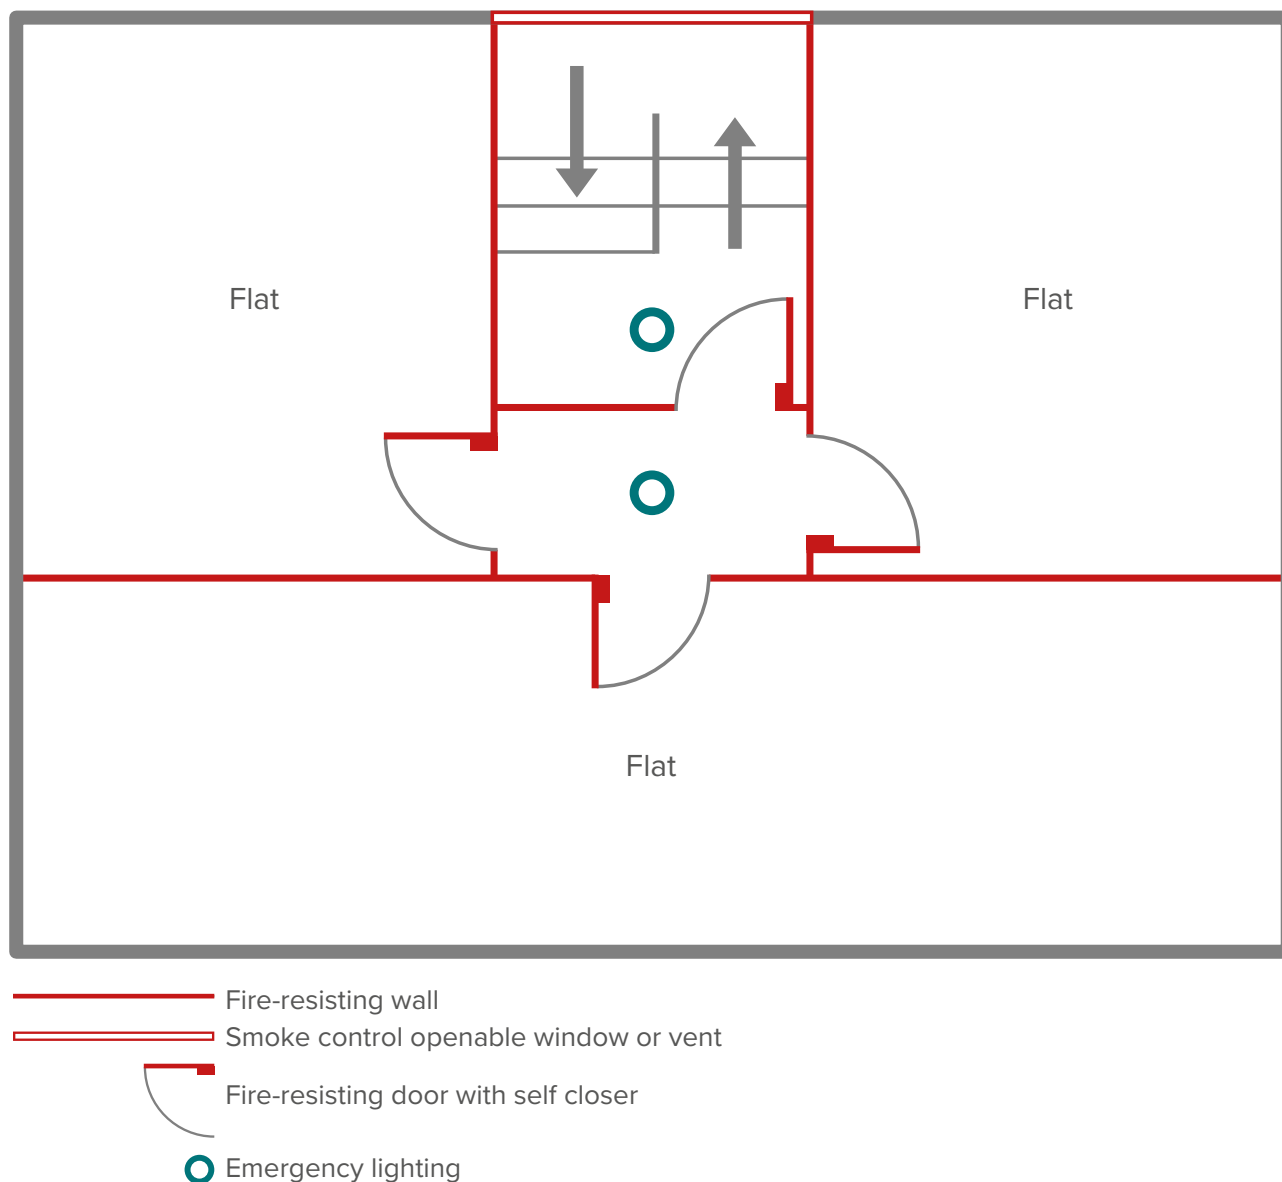 Flat
Flat
Flat
Fire-resisting wall
Smoke control openable window or vent
Fire-resisting door with self closer
Emergency lighting